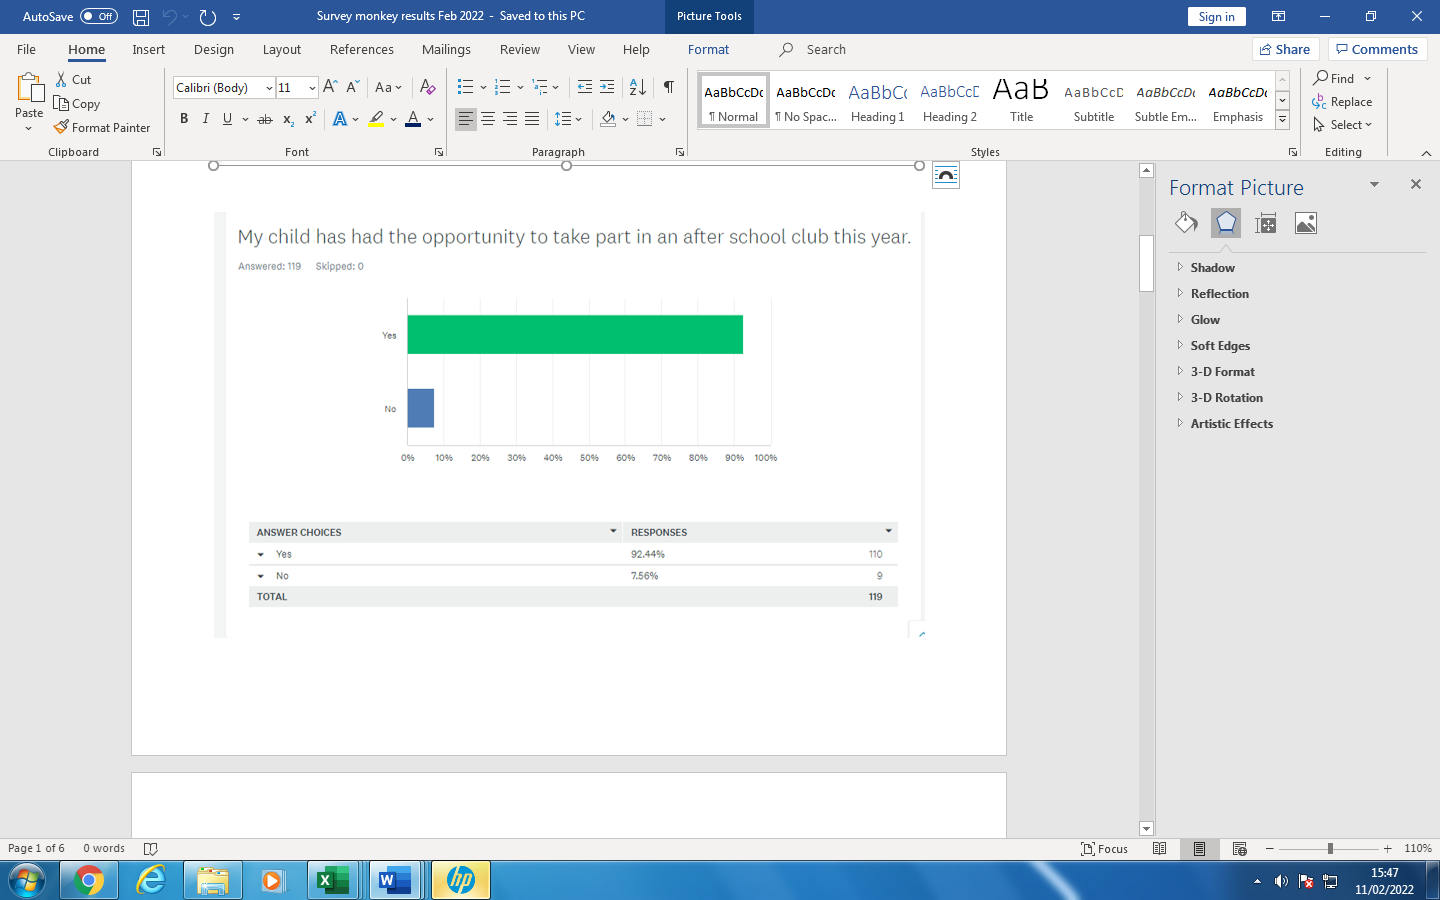 AutoSave Off
Survey monkey results Feb 2022 - Saved to this PC
Picture Tools
Sign in
File Home Insert Design Layout References Mailings Review View Help Format Search
Share Comments
Paste
Cut
Copy
Format Painter
Clipboard
Calibri (Body) 11
Font
Paragraph
AaBbCcDc AaBbCcDc AaBbCc AaBbCcD AaB AaBbCcD AaBbCcDc AaBbCcDc
¶ Normal ¶ No Spac... Heading 1 Heading 2 Title Subtitle Subtle Em... Emphasis
Styles
Find
Replace
Select
Editing
My child has had the opportunity to take part in an after school club this year.
Answered: 119 Skipped: 0
Yes
No
0% 10% 20% 30% 40% 50% 60% 70% 80% 90% 100%
ANSWER CHOICES RESPONSES
Yes 92.44% 110
No 7.56% 9
TOTAL 119
Format Picture
Shadow
Reflection
Glow
Soft Edges
3-D Format
3-D Rotation
Artistic Effects
Page 1 of 6 0 words
Focus
110%
15:47
11/02/2022